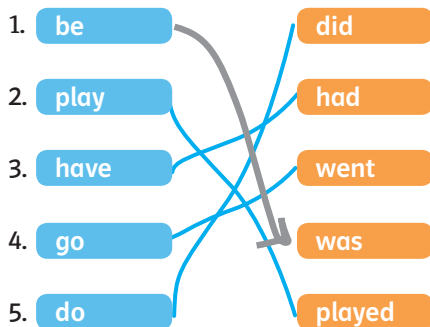 1. be did
2. play had
3. have went
4. go was
5. do played